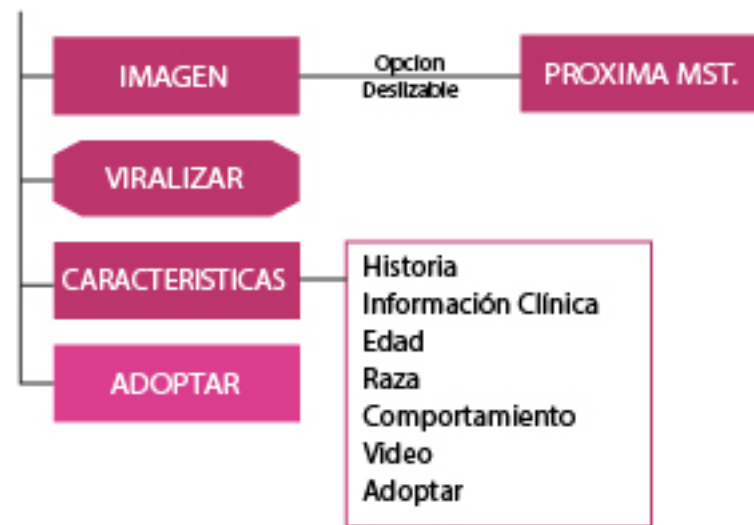 IMAGEN
Opcion
Deslizable
PROXIMA MST.
VIRALIZAR
CARACTERISTICAS
Historia
Información Clínica
Edad
Raza
Comportamiento
Video
Adoptar
ADOPTAR